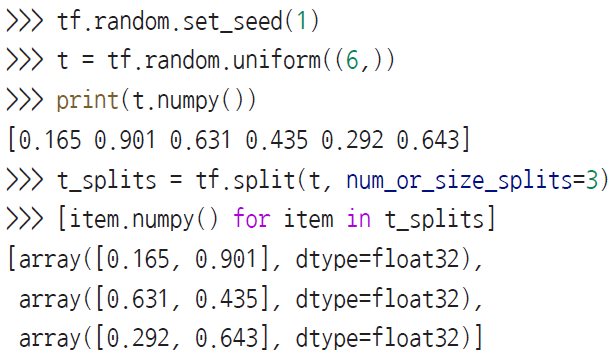 >>> tf.random.set_seed(1)
>>> t = tf.random.uniform((6,))
>>> print(t.numpy())
[0.165 0.901 0.631 0.435 0.292 0.643]
>>> t_splits = tf.split(t, num_or_size_splits=3)
>>> [item.numpy() for item in t_splits]
[array([0.165, 0.901], dtype=float32),
 array([0.631, 0.435], dtype=float32),
 array([0.292, 0.643], dtype=float32)]